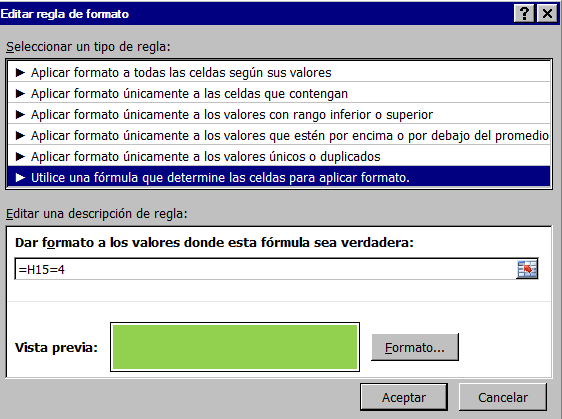 Editar regla de formato
Seleccionar un tipo de regla:
► Aplicar formato a todas las celdas según sus valores
► Aplicar formato únicamente a las celdas que contengan
► Aplicar formato únicamente a los valores con rango inferior o superior
► Aplicar formato únicamente a los valores que estén por encima o por debajo del promedio
► Aplicar formato únicamente a los valores únicos o duplicados
► Utilice una fórmula que determine las celdas para aplicar formato.
Editar una descripción de regla:
Dar formato a los valores donde esta fórmula sea verdadera:
=H15=4
Vista previa:
Formato...
Aceptar
Cancelar